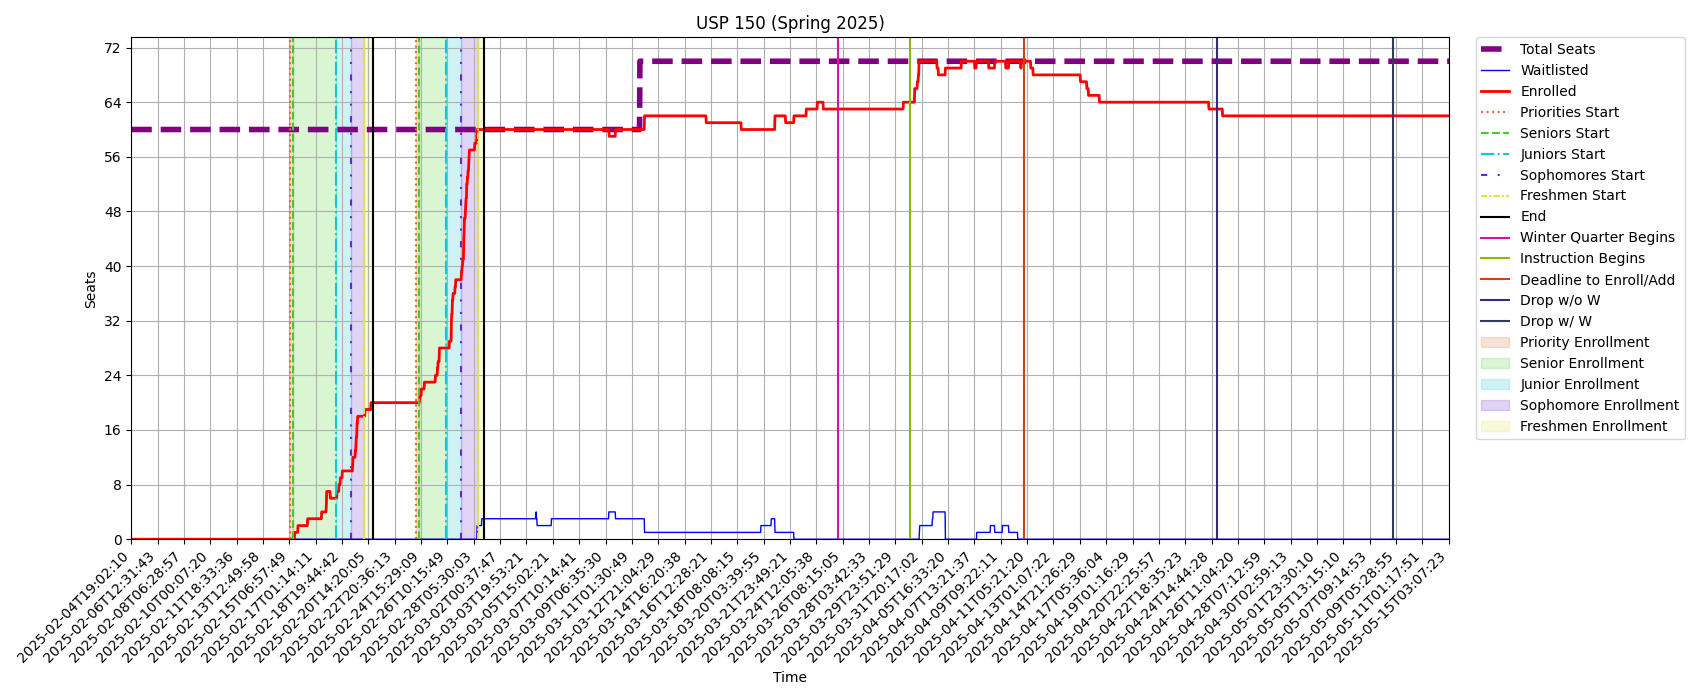 USP 150 (Spring 2025)
Seats
72
64
56
48
40
32
24
16
8
0
2025-02-04T19:02:10
2025-02-06T12:31:43
2025-02-08T06:28:57
2025-02-10T00:07:20
2025-02-11T18:33:36
2025-02-13T12:49:58
2025-02-15T06:57:49
2025-02-17T01:14:11
2025-02-18T19:44:42
2025-02-20T14:20:05
2025-02-22T20:36:13
2025-02-24T15:29:09
2025-02-26T10:15:49
2025-02-28T05:30:03
2025-03-02T00:37:47
2025-03-03T19:53:21
2025-03-05T15:02:21
2025-03-07T10:14:41
2025-03-09T06:35:30
2025-03-11T01:30:49
2025-03-12T21:04:29
2025-03-14T16:20:38
2025-03-16T12:28:21
2025-03-18T08:08:15
2025-03-20T03:39:55
2025-03-21T23:49:21
2025-03-24T12:05:38
2025-03-26T08:15:05
2025-03-28T03:42:33
2025-03-29T23:51:29
2025-03-31T20:17:02
2025-04-05T16:33:20
2025-04-07T13:21:37
2025-04-09T09:22:11
2025-04-11T05:21:20
2025-04-13T01:07:22
2025-04-14T21:26:29
2025-04-17T05:36:04
2025-04-19T01:16:29
2025-04-20T22:25:57
2025-04-22T18:35:23
2025-04-24T14:44:28
2025-04-26T11:04:20
2025-04-28T07:12:59
2025-04-30T02:59:13
2025-05-01T23:30:10
2025-05-05T13:15:10
2025-05-07T09:14:53
2025-05-09T05:28:55
2025-05-11T01:17:51
2025-05-15T03:07:23
Time
Total Seats
Waitlisted
Enrolled
Priorities Start
Seniors Start
Juniors Start
Sophomores Start
Freshmen Start
End
Winter Quarter Begins
Instruction Begins
Deadline to Enroll/Add
Drop w/o W
Drop w/ W
Priority Enrollment
Senior Enrollment
Junior Enrollment
Sophomore Enrollment
Freshmen Enrollment